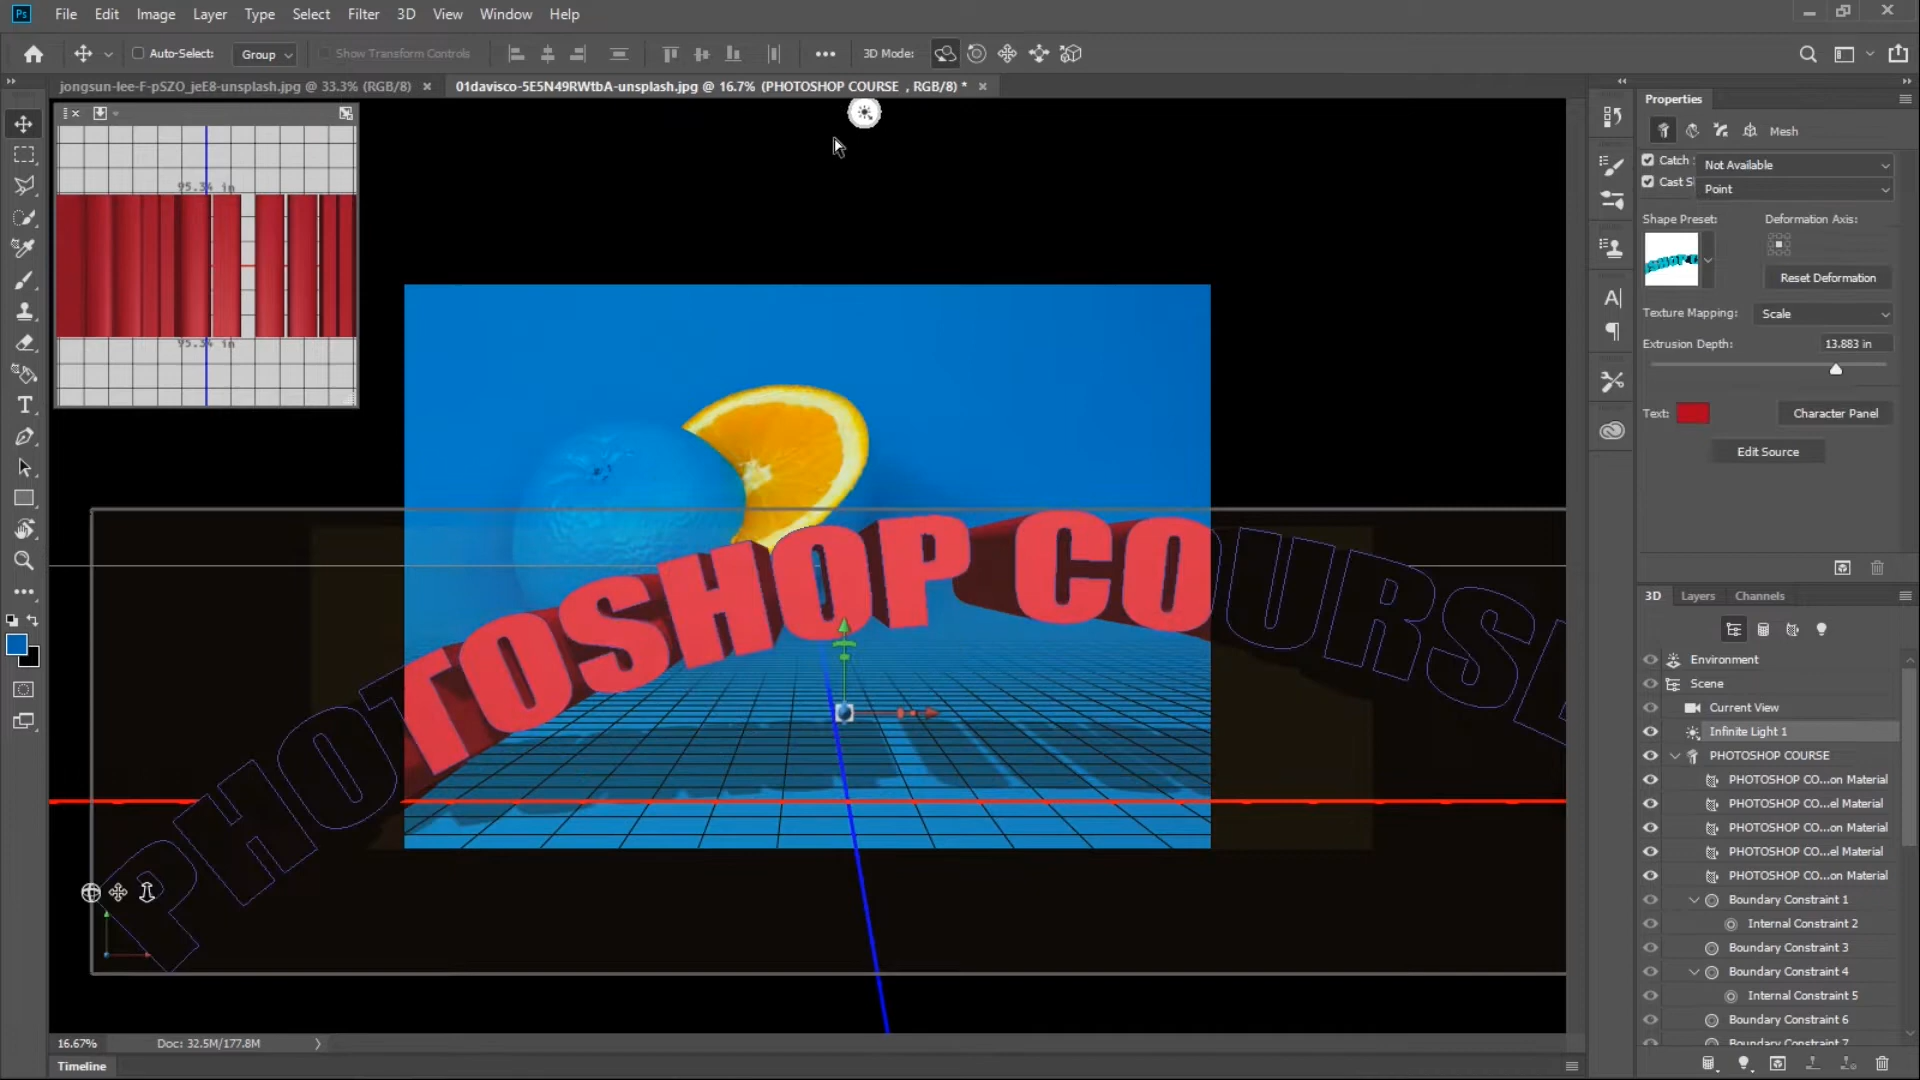 Ps File Edit Image Layer Type Select Filter 3D View Window Help
Auto-Select: Group Show Transform Controls 3D Mode:
jongsun-lee-F-pSZO_jeE8-unsplash.jpg @ 33.3% (RGB/8) × 01davisco-5E5N49RWtbA-unsplash.jpg @ 16.7% (PHOTOSHOP COURSE , RGB/8) * ×
Properties
Mesh
Catch Not Available
Cast S Point
95.34 in
Shape Preset: Deformation Axis:
SHOP C
Reset Deformation
Texture Mapping: Scale
95.34 in
Extrusion Depth: 13.883 in
Text: Character Panel
Edit Source
PHOTOSHOP COURSE
3D Layers Channels
Environment
Scene
Current View
Infinite Light 1
PHOTOSHOP COURSE
PHOTOSHOP CO...on Material
PHOTOSHOP CO...el Material
PHOTOSHOP CO...on Material
PHOTOSHOP CO...el Material
PHOTOSHOP CO...on Material
Boundary Constraint 1
Internal Constraint 2
Boundary Constraint 3
Boundary Constraint 4
Internal Constraint 5
Boundary Constraint 6
Boundary Constraint 7
16.67% Doc: 32.5M/177.8M
Timeline